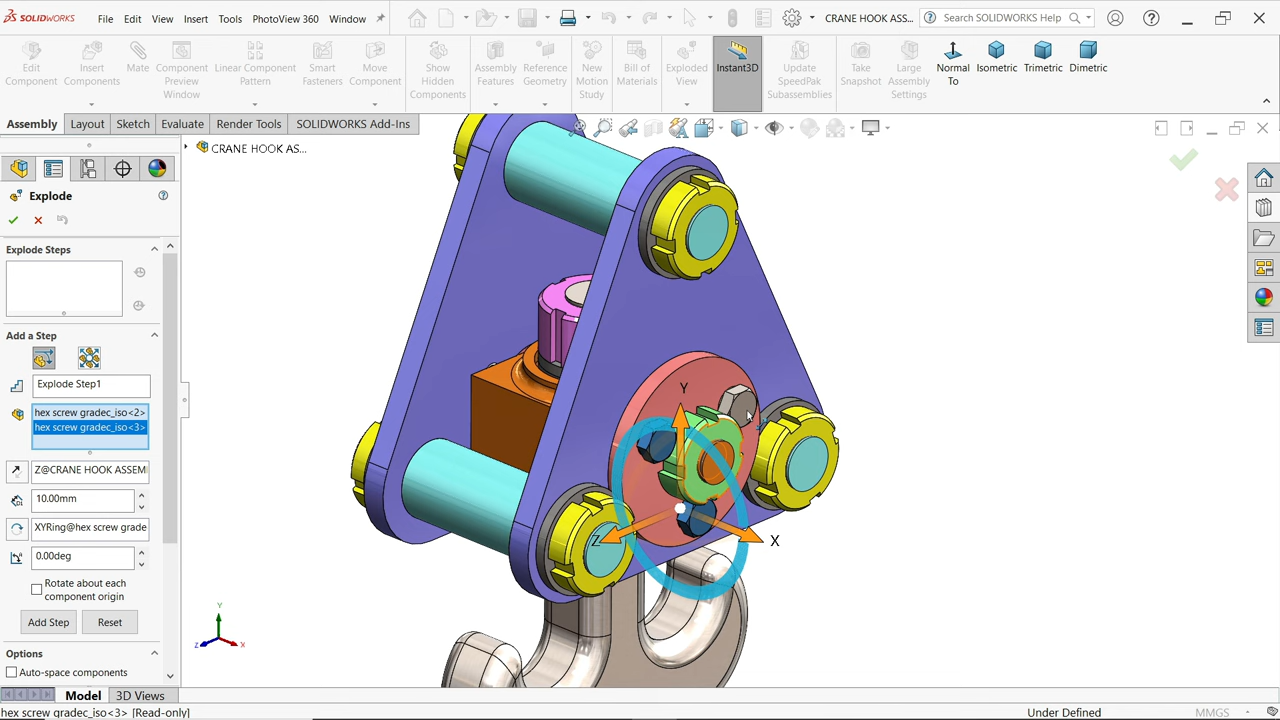 SOLIDWORKS
File Edit View Insert Tools PhotoView 360 Window
CRANE HOOK ASS...
Search SOLIDWORKS Help
Edit
Component
Insert
Components
Mate
Component
Preview
Window
Linear Component
Pattern
Smart
Fasteners
Move
Component
Show
Hidden
Components
Assembly
Features
Reference
Geometry
New
Motion
Study
Bill of
Materials
Exploded
View
Instant3D
Update
SpeedPak
Subassemblies
Take
Snapshot
Large
Assembly
Settings
Normal
To
Isometric
Trimetric
Dimetric
Assembly Layout Sketch Evaluate Render Tools SOLIDWORKS Add-Ins
CRANE HOOK AS...
Explode
Explode Steps
Add a Step
Explode Step1
hex screw gradec_iso<2>
hex screw gradec_iso<3>
Z@CRANE HOOK ASSEM
10.00mm
XYRing@hex screw grade
0.00deg
Rotate about each
component origin
Add Step
Reset
Options
Auto-space components
Y
Z
X
Y
Z
X
Model
3D Views
hex screw gradec_iso<3> [Read-only]
Under Defined
MMGS